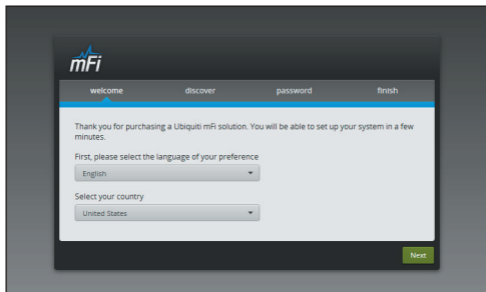 mFi
welcome discover password finish
Thank you for purchasing a Ubiquiti mFi solution. You will be able to set up your system in a few
minutes.
First, please select the language of your preference
English
Select your country
United States
Next